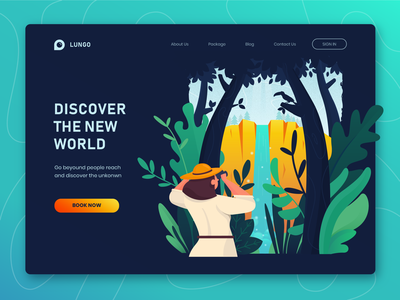 LUNGO
About us Package Blog Contact Us SIGN IN
DISCOVER
THE NEW
WORLD
Go beyound people reach
and discover the unkonwn
BOOK NOW